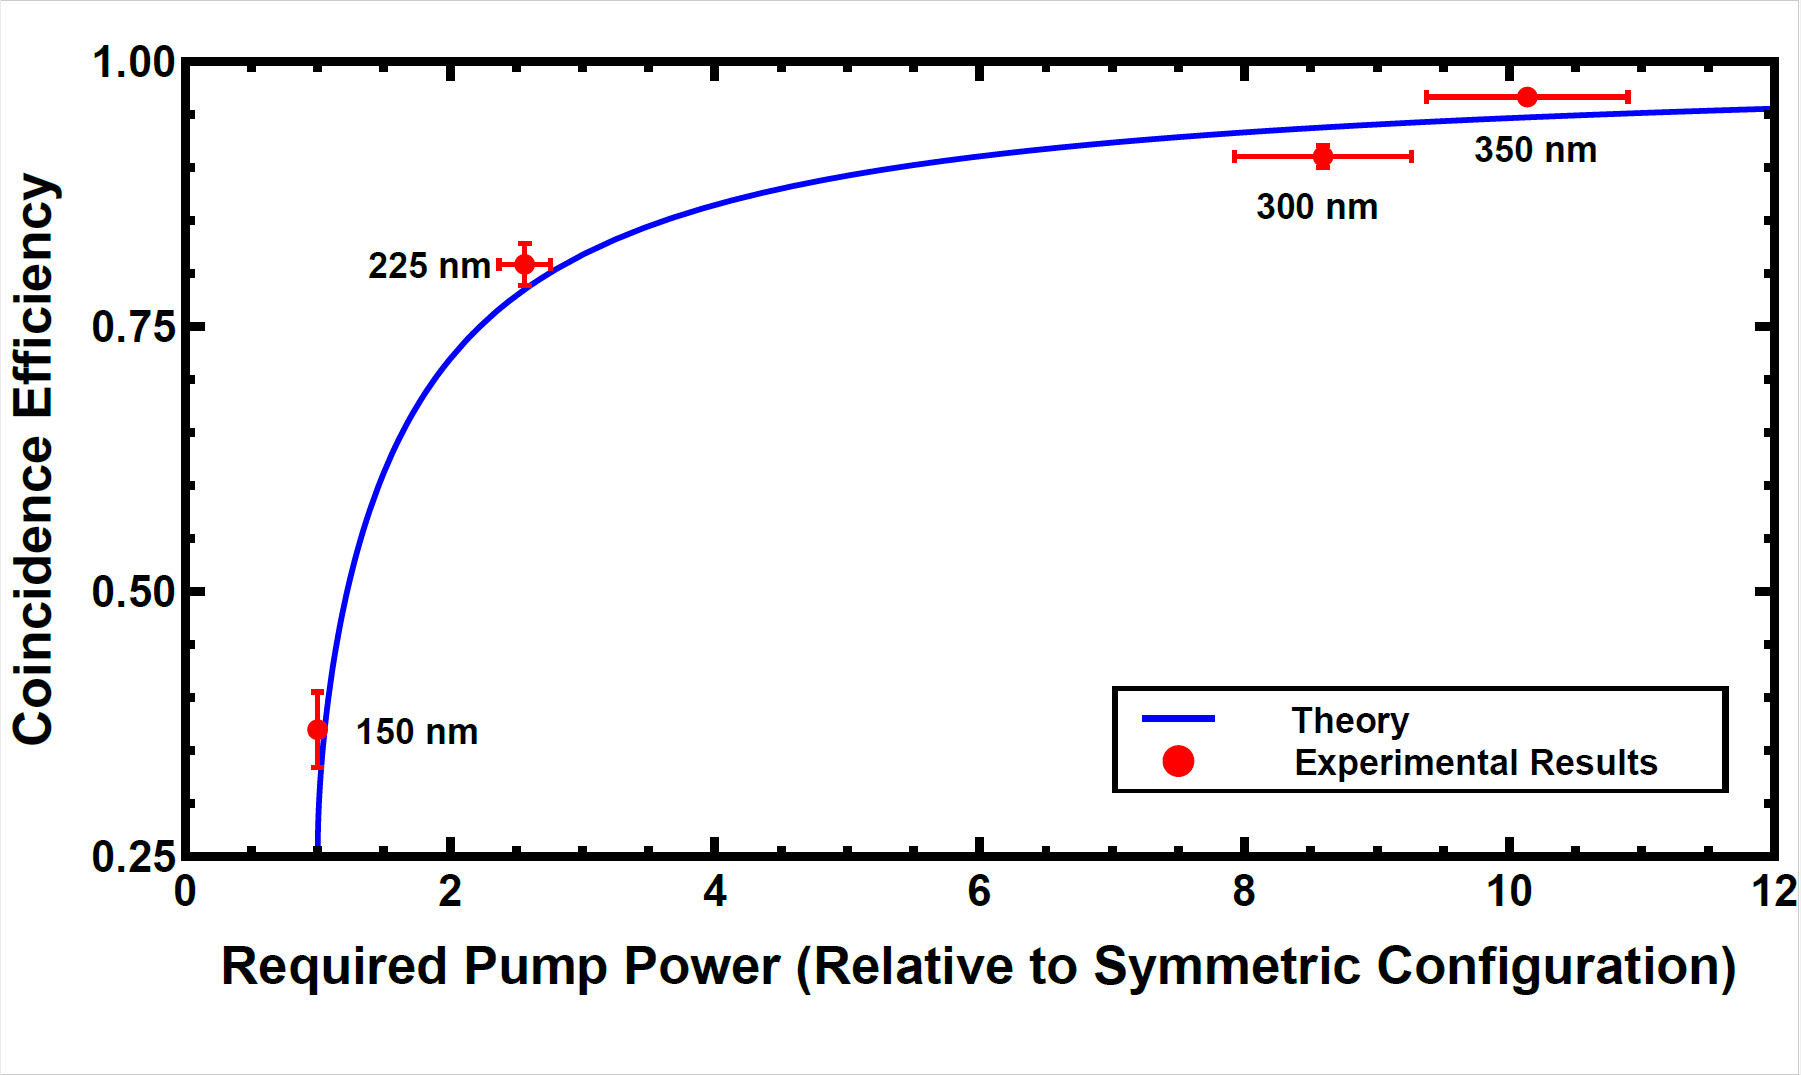 1.00
0.75
0.50
0.25
Coincidence Efficiency
350 nm
300 nm
225 nm
150 nm
Theory
Experimental Results
0 2 4 6 8 10 12
Required Pump Power (Relative to Symmetric Configuration)